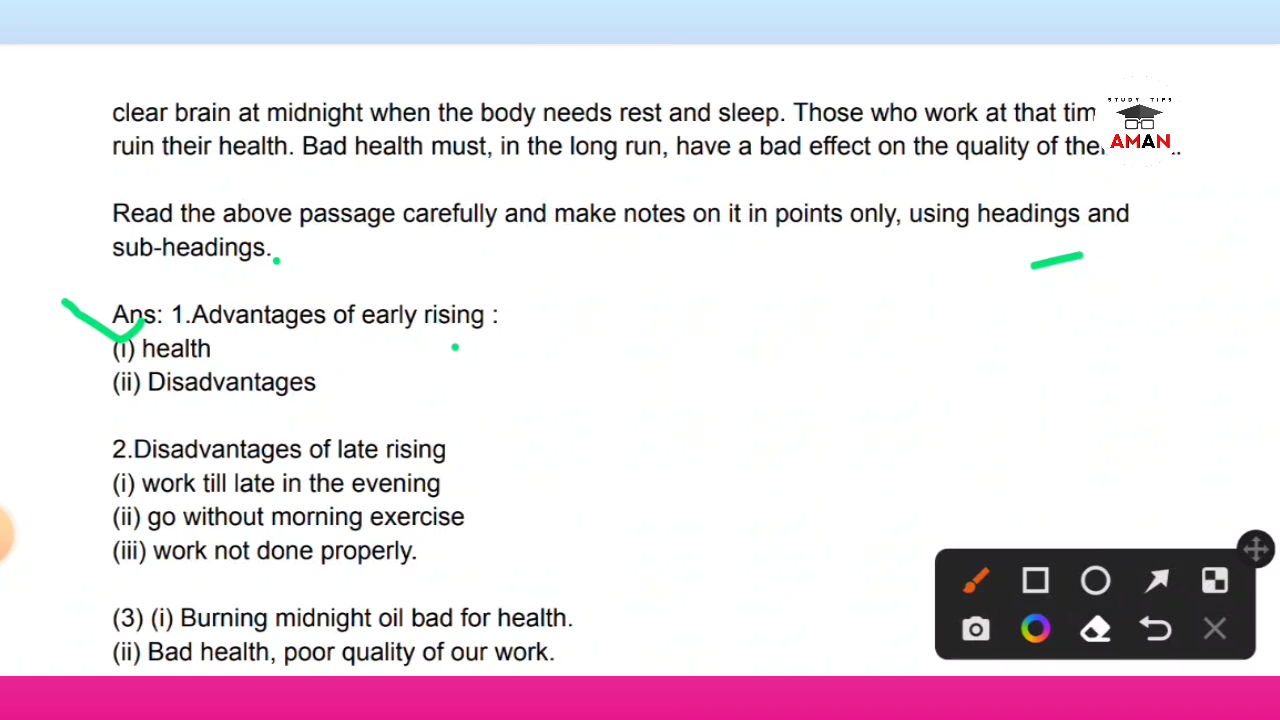 clear brain at midnight when the body needs rest and sleep. Those who work at that tim
ruin their health. Bad health must, in the long run, have a bad effect on the quality of
STUDY TIPS
AMAN
Read the above passage carefully and make notes on it in points only, using headings and
sub-headings.
Ans: 1.Advantages of early rising :
(i) health
(ii) Disadvantages
2.Disadvantages of late rising
(i) work till late in the evening
(ii) go without morning exercise
(iii) work not done properly.
(3) (i) Burning midnight oil bad for health.
(ii) Bad health, poor quality of our work.